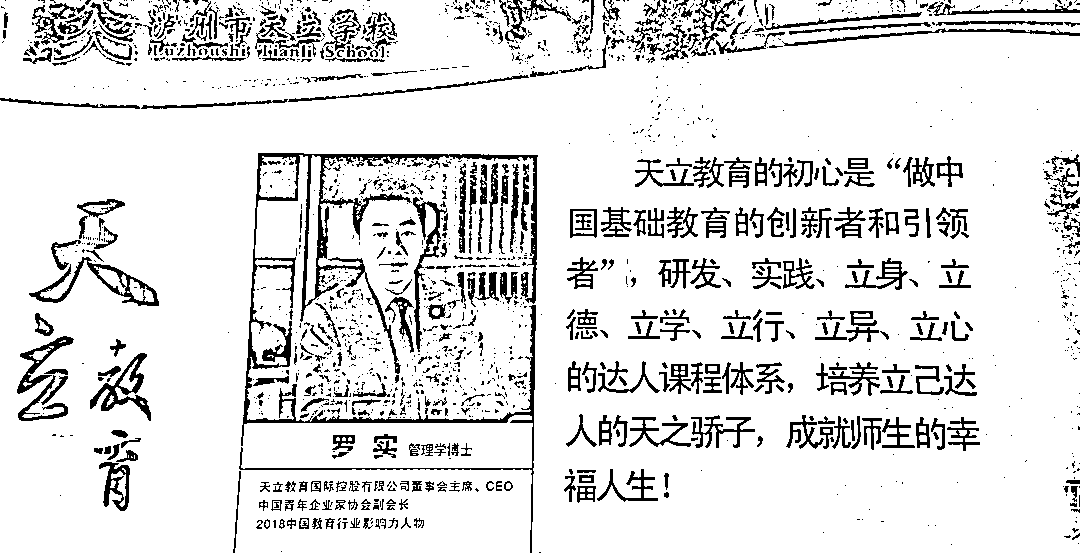 泸州市天立学校
Luzhoushi Tianli School
天立教育
罗实 管理学博士
天立教育国际控股有限公司董事会主席、CEO
中国青年企业家协会副会长
2018中国教育行业影响力人物
天立教育的初心是“做中
国基础教育的创新者和引领
者”，研发、实践、立身、立
德、立学、立行、立异、立心
的达人课程体系，培养立己达
人的天之骄子，成就师生的幸
福人生！